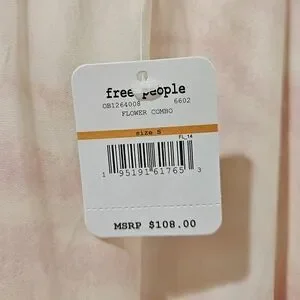 free people
OB1264008 6602
FLOWER COMBO
size S
FL_14
1 95191 61765 3
MSRP $108.00